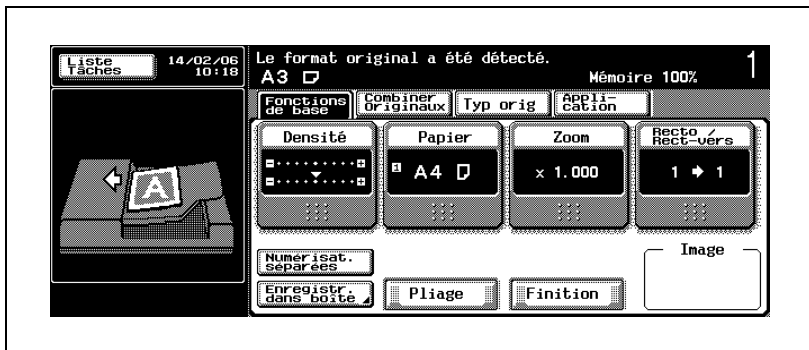 Liste
Tâches
14/02/06
10:18
Le format original a été détecté.
A3
Mémoire 100%
1
Fonctions
de base
Combiner
Originaux
Typ orig
Appli-
cation
Densité
Papier
Zoom
Recto /
Rect-vers
1 A4
× 1.000
1 → 1
A
Numérisat.
séparées
Enregistr.
dans boîte
Pliage
Finition
Image